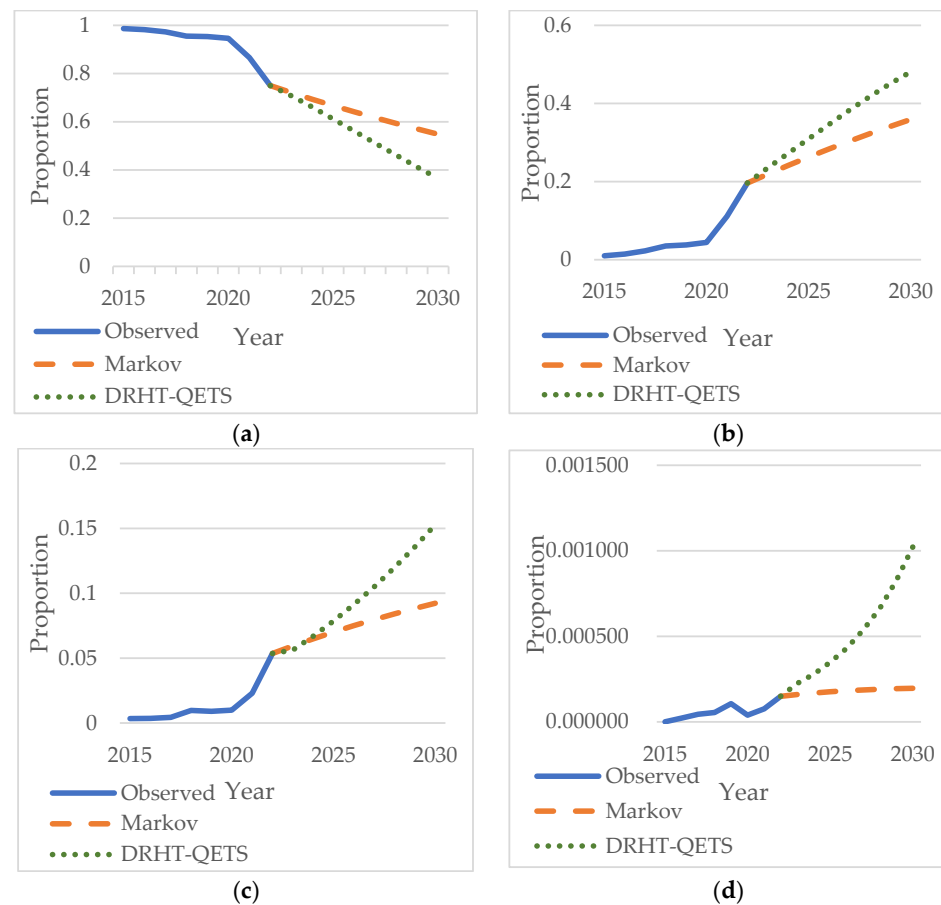 1
0.8
0.6
0.4
0.2
0
Proportion
2015 2020 2025 2030
Year
Observed
Markov
DRHT-QETS
(a)
0.6
0.4
0.2
0
Proportion
2015 2020 2025 2030
Year
Observed
Markov
DRHT-QETS
(b)
0.2
0.15
0.1
0.05
0
Proportion
2015 2020 2025 2030
Year
Observed
Markov
DRHT-QETS
(c)
0.001500
0.001000
0.000500
0.000000
Proportion
2015 2020 2025 2030
Year
Observed
Markov
DRHT-QETS
(d)